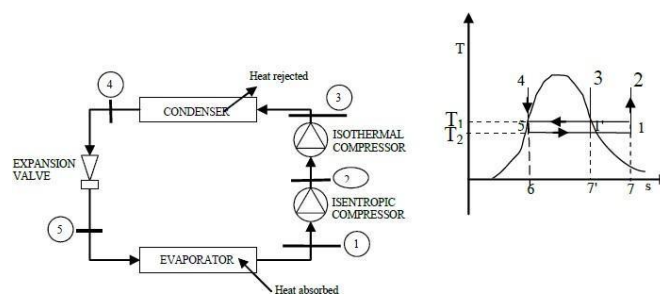 4
Heat rejected
CONDENSER
3
ISOTHERMAL
COMPRESSOR
EXPANSION
VALVE
2
ISENTROPIC
COMPRESSOR
5
EVAPORATOR
1
Heat absorbed
T
4
3
2
T1
5
1'
1
T2
6
7'
7
s